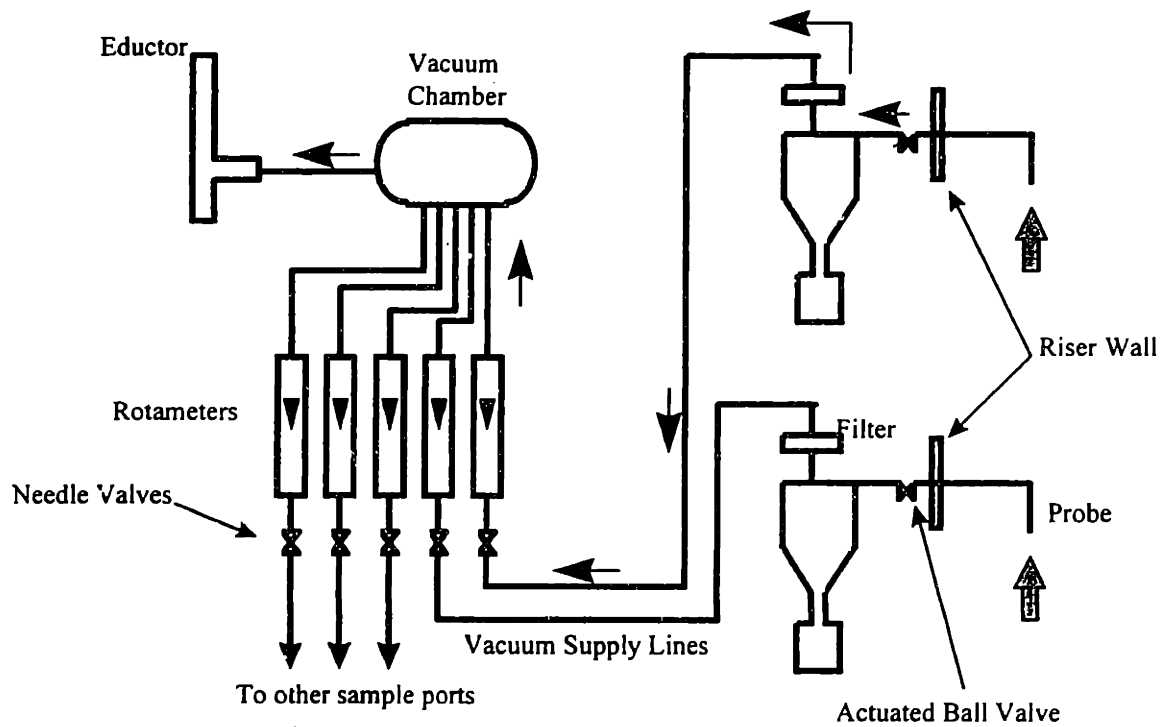 Eductor
Vacuum
Chamber
Rotameters
Needle Valves
To other sample ports
Vacuum Supply Lines
Filter
Riser Wall
Probe
Actuated Ball Valve